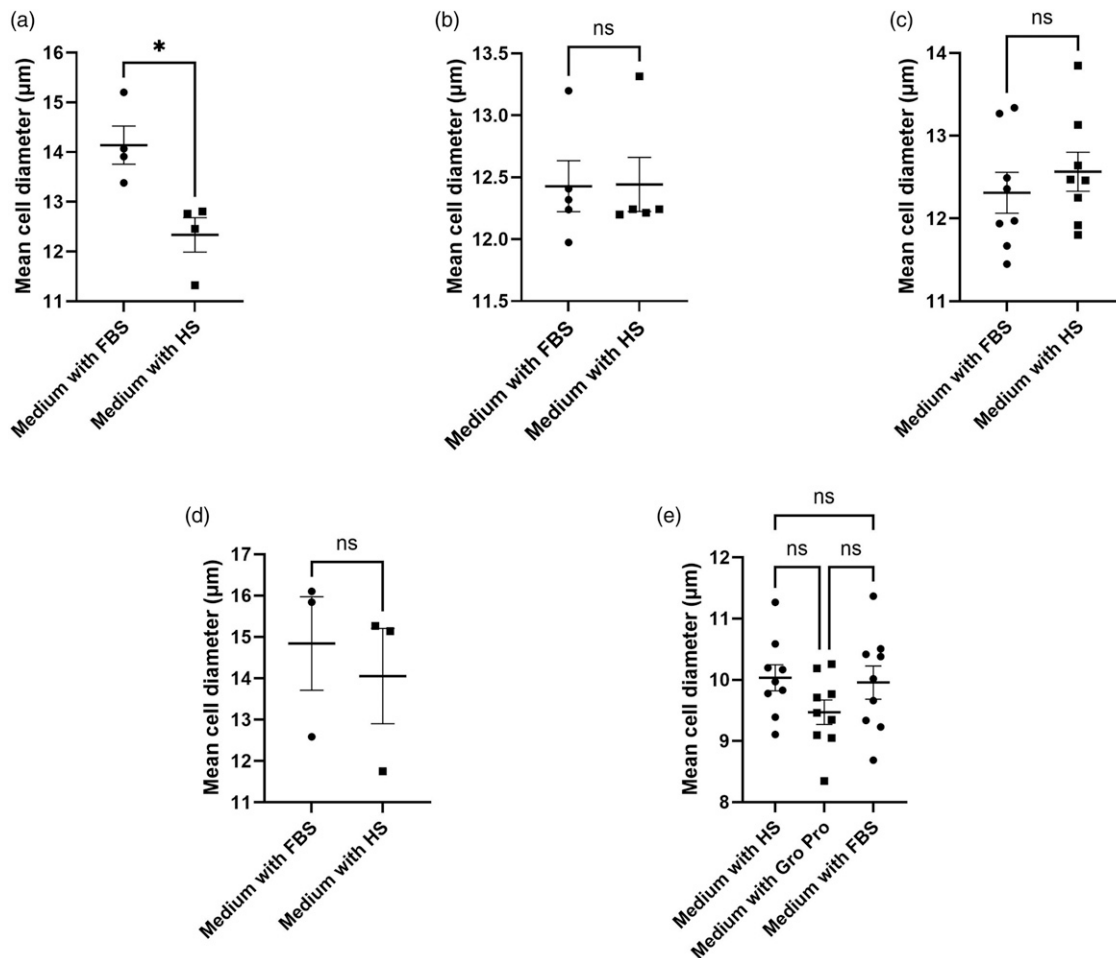 (a)
*
Mean cell diameter (µm)
16
15
14
13
12
11
Medium with FBS
Medium with HS
(b)
ns
Mean cell diameter (µm)
13.5
13.0
12.5
12.0
11.5
Medium with FBS
Medium with HS
(c)
ns
Mean cell diameter (µm)
14
13
12
11
Medium with FBS
Medium with HS
(d)
ns
Mean cell diameter (µm)
17
16
15
14
13
12
11
Medium with FBS
Medium with HS
(e)
ns
ns
ns
Mean cell diameter (µm)
12
11
10
9
8
Medium with HS
Medium with Gro Pro
Medium with FBS